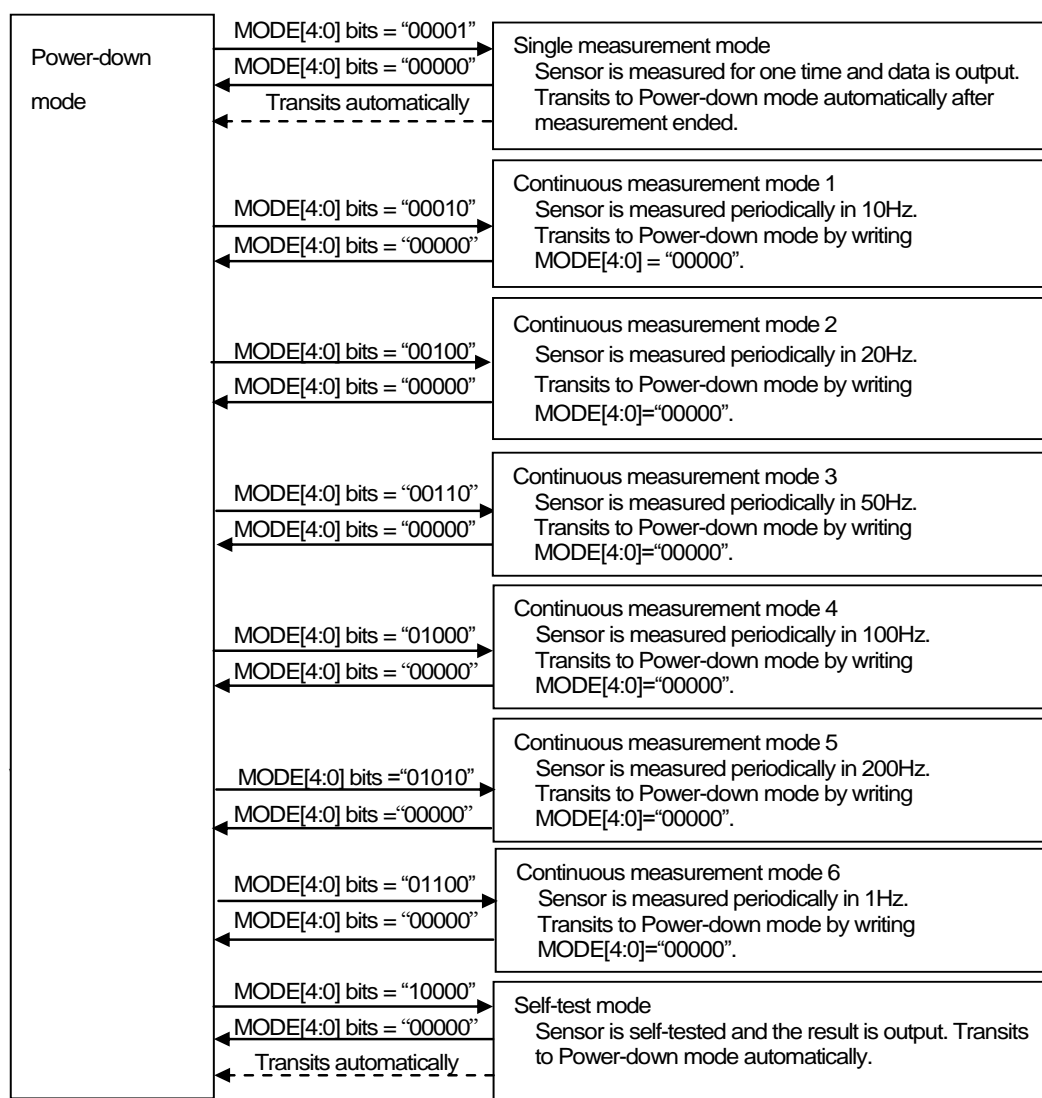 Power-down
mode
MODE[4:0] bits = “00001”
MODE[4:0] bits = “00000”
Transits automatically
Single measurement mode
Sensor is measured for one time and data is output.
Transits to Power-down mode automatically after
measurement ended.
MODE[4:0] bits = “00010”
MODE[4:0] bits = “00000”
Continuous measurement mode 1
Sensor is measured periodically in 10Hz.
Transits to Power-down mode by writing
MODE[4:0] = “00000”.
MODE[4:0] bits = “00100”
MODE[4:0] bits = “00000”
Continuous measurement mode 2
Sensor is measured periodically in 20Hz.
Transits to Power-down mode by writing
MODE[4:0]=“00000”.
MODE[4:0] bits = “00110”
MODE[4:0] bits = “00000”
Continuous measurement mode 3
Sensor is measured periodically in 50Hz.
Transits to Power-down mode by writing
MODE[4:0]=“00000”.
MODE[4:0] bits = “01000”
MODE[4:0] bits = “00000”
Continuous measurement mode 4
Sensor is measured periodically in 100Hz.
Transits to Power-down mode by writing
MODE[4:0]=“00000”.
MODE[4:0] bits =“01010”
MODE[4:0] bits =“00000”
Continuous measurement mode 5
Sensor is measured periodically in 200Hz.
Transits to Power-down mode by writing
MODE[4:0]=“00000”.
MODE[4:0] bits = “01100”
MODE[4:0] bits = “00000”
Continuous measurement mode 6
Sensor is measured periodically in 1Hz.
Transits to Power-down mode by writing
MODE[4:0]=“00000”.
MODE[4:0] bits = “10000”
MODE[4:0] bits = “00000”
Transits automatically
Self-test mode
Sensor is self-tested and the result is output. Transits
to Power-down mode automatically.